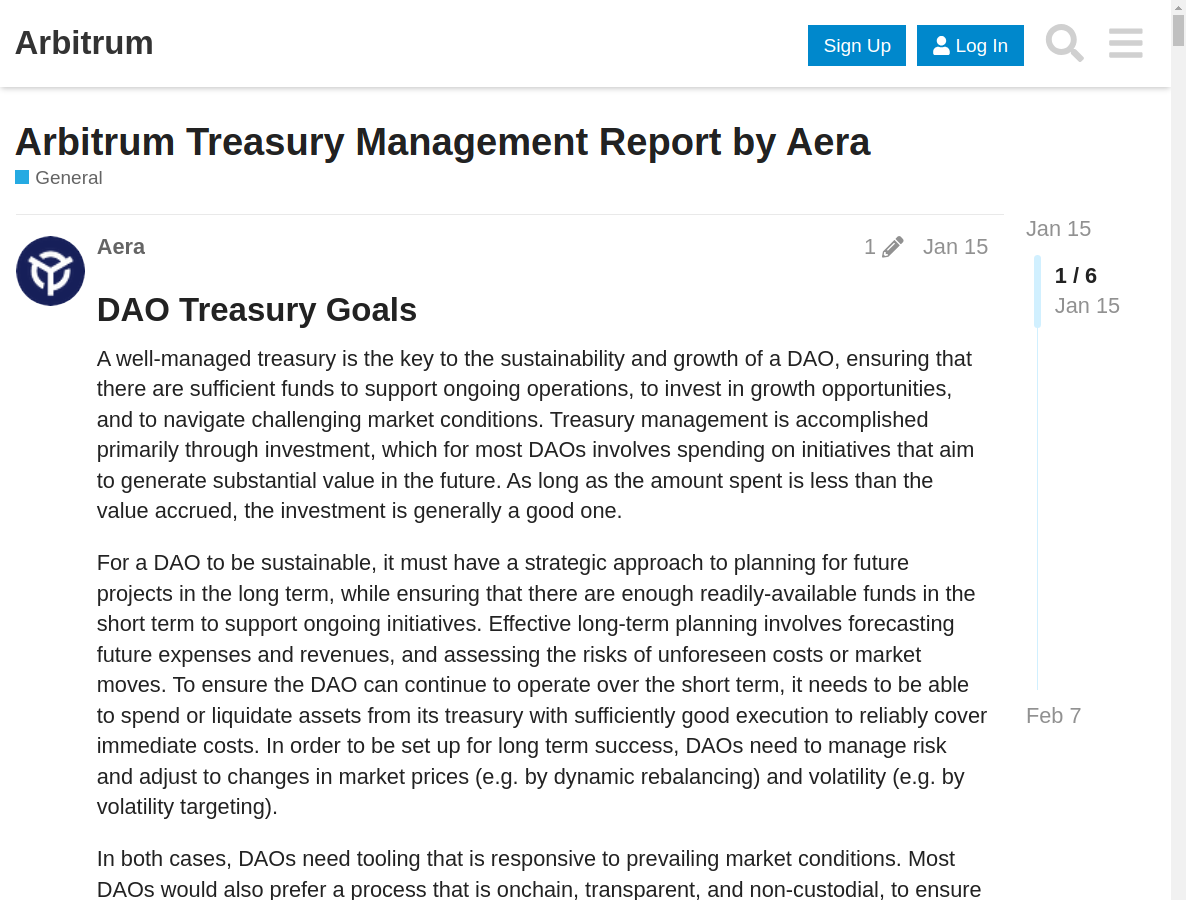 Arbitrum
Sign Up
Log In
Arbitrum Treasury Management Report by Aera
General
Aera
1
Jan 15
Jan 15
1 / 6
Jan 15
DAO Treasury Goals
A well-managed treasury is the key to the sustainability and growth of a DAO, ensuring that
there are sufficient funds to support ongoing operations, to invest in growth opportunities,
and to navigate challenging market conditions. Treasury management is accomplished
primarily through investment, which for most DAOs involves spending on initiatives that aim
to generate substantial value in the future. As long as the amount spent is less than the
value accrued, the investment is generally a good one.
For a DAO to be sustainable, it must have a strategic approach to planning for future
projects in the long term, while ensuring that there are enough readily-available funds in the
short term to support ongoing initiatives. Effective long-term planning involves forecasting
future expenses and revenues, and assessing the risks of unforeseen costs or market
moves. To ensure the DAO can continue to operate over the short term, it needs to be able
to spend or liquidate assets from its treasury with sufficiently good execution to reliably cover
immediate costs. In order to be set up for long term success, DAOs need to manage risk
and adjust to changes in market prices (e.g. by dynamic rebalancing) and volatility (e.g. by
volatility targeting).
Feb 7
In both cases, DAOs need tooling that is responsive to prevailing market conditions. Most
DAOs would also prefer a process that is onchain, transparent, and non-custodial, to ensure